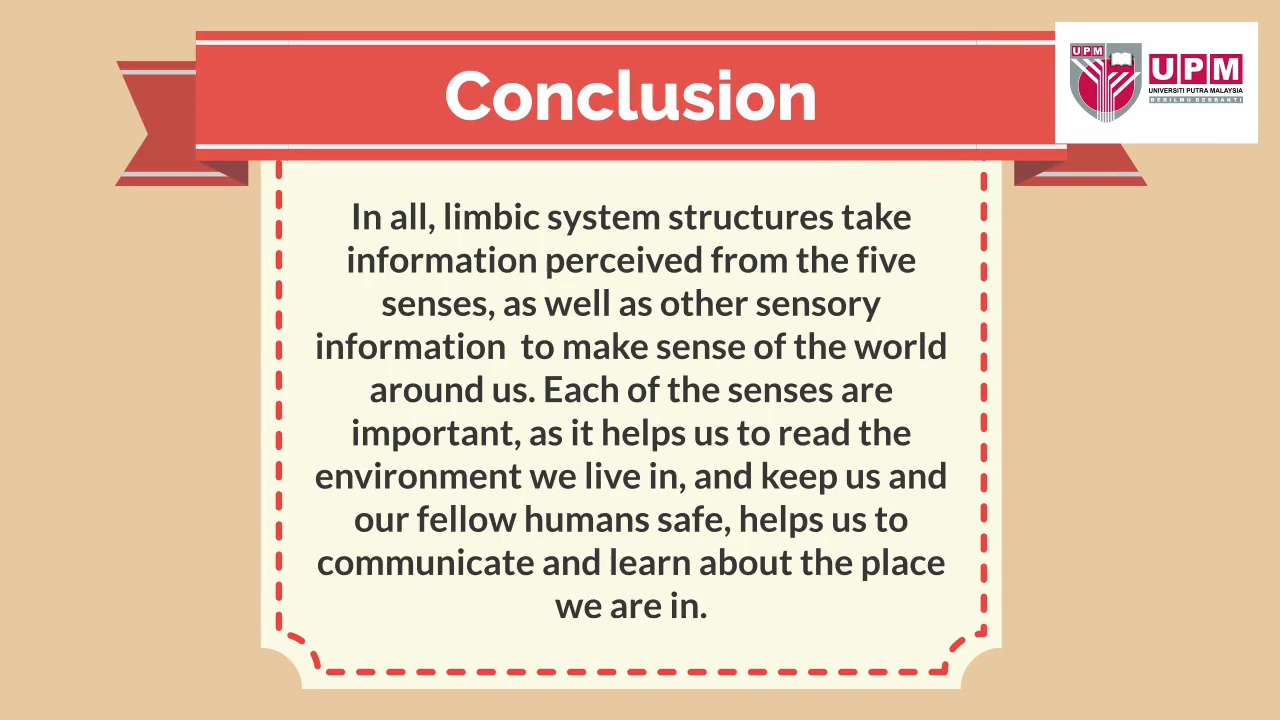 Conclusion
UPM
UPM
UNIVERSITI PUTRA MALAYSIA
BERILMU BERBAKTI
In all, limbic system structures take
information perceived from the five
senses, as well as other sensory
information  to make sense of the world
around us. Each of the senses are
important, as it helps us to read the
environment we live in, and keep us and
our fellow humans safe, helps us to
communicate and learn about the place
we are in.